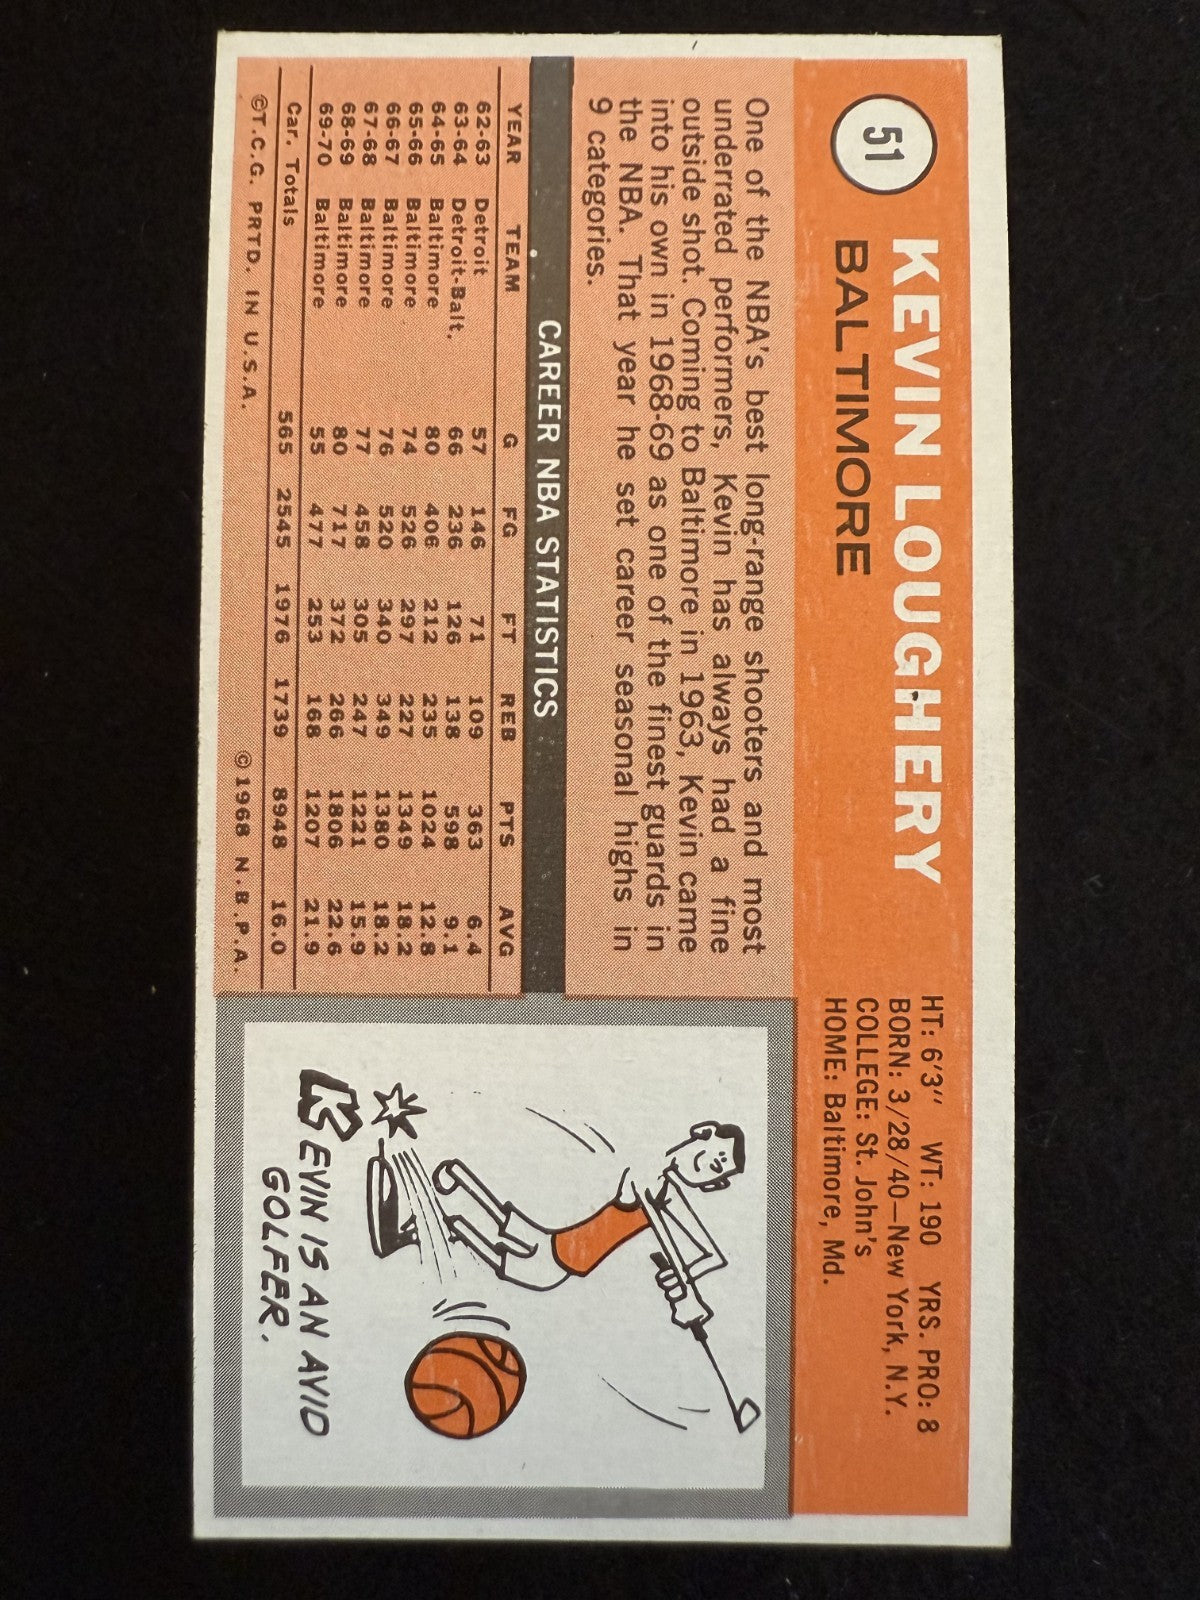 51
KEVIN LOUGHERY
BALTIMORE
HT: 6'3" WT: 190 YRS. PRO: 8
BORN: 3/28/40—New York, N.Y.
COLLEGE: St. John's
HOME: Baltimore, Md.
One of the NBA's best long-range shooters and most
underrated performers, Kevin has always had a fine
outside shot. Coming to Baltimore in 1963, Kevin came
into his own in 1968-69 as one of the finest guards in
the NBA. That year he set career seasonal highs in
9 categories.
CAREER NBA STATISTICS
YEAR TEAM G FG FT REB PTS AVG
62-63 Detroit 57 146 71 109 363 6.4
63-64 Detroit-Balt. 66 236 126 138 598 9.1
64-65 Baltimore 80 406 212 235 1024 12.8
65-66 Baltimore 74 526 297 227 1349 18.2
66-67 Baltimore 76 520 340 349 1380 18.2
67-68 Baltimore 77 458 305 247 1221 15.9
68-69 Baltimore 80 717 372 266 1806 22.6
69-70 Baltimore 55 477 253 168 1207 21.9
Car. Totals 565 2545 1976 1739 8948 16.0
©T.C.G. PRTD. IN U.S.A. ©1968 N.B.P.A.
KEVIN IS AN AVID
GOLFER.